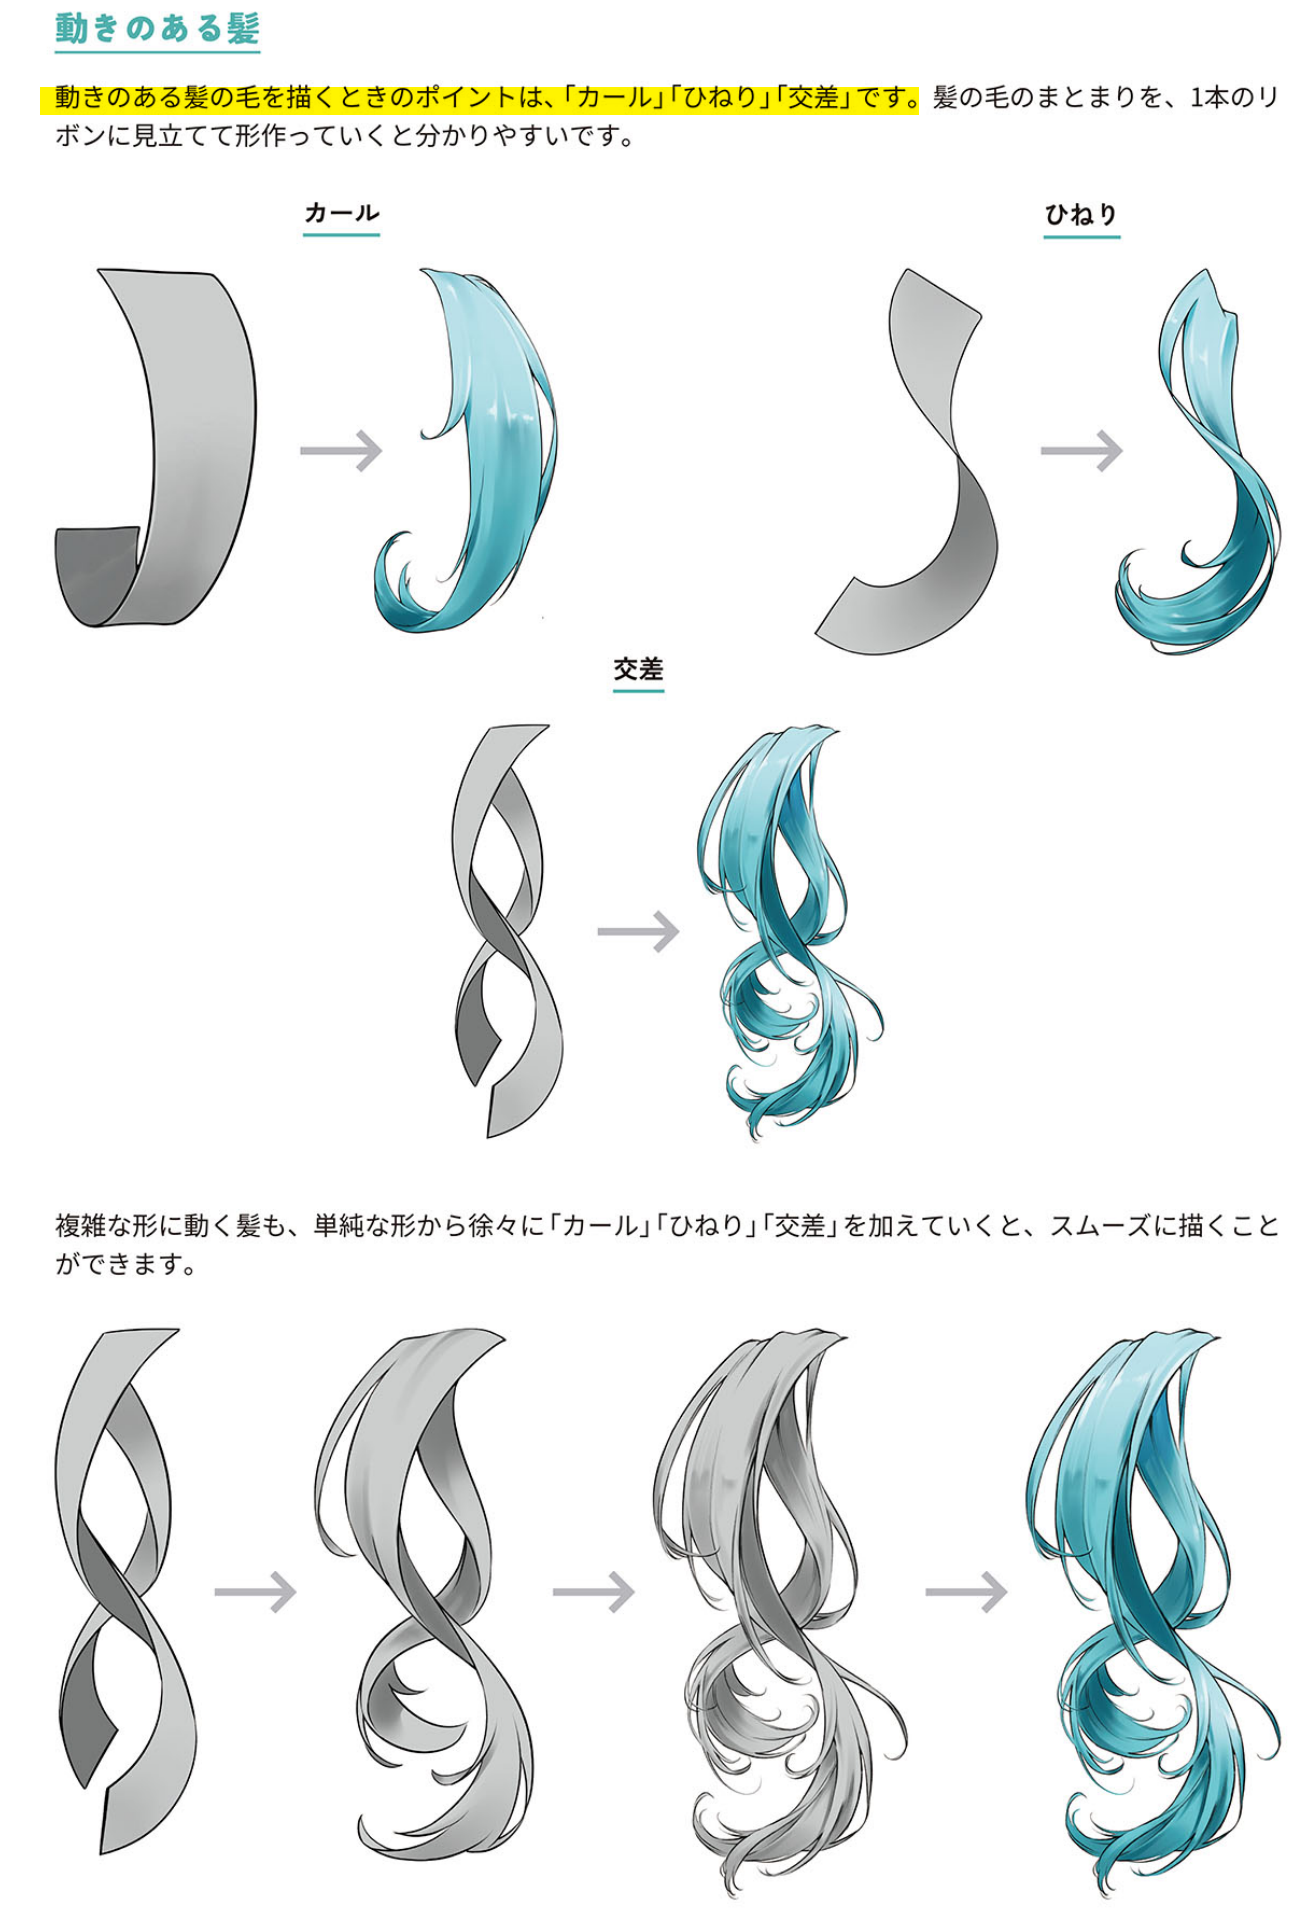 動きのある髪
動きのある髪の毛を描くときのポイントは、「カール」「ひねり」「交差」です。髪の毛のまとまりを、1本のリ
ボンに見立てて形作っていくと分かりやすいです。
カール
ひねり
交差
複雑な形に動く髪も、単純な形から徐々に「カール」「ひねり」「交差」を加えていくと、スムーズに描くこと
ができます。